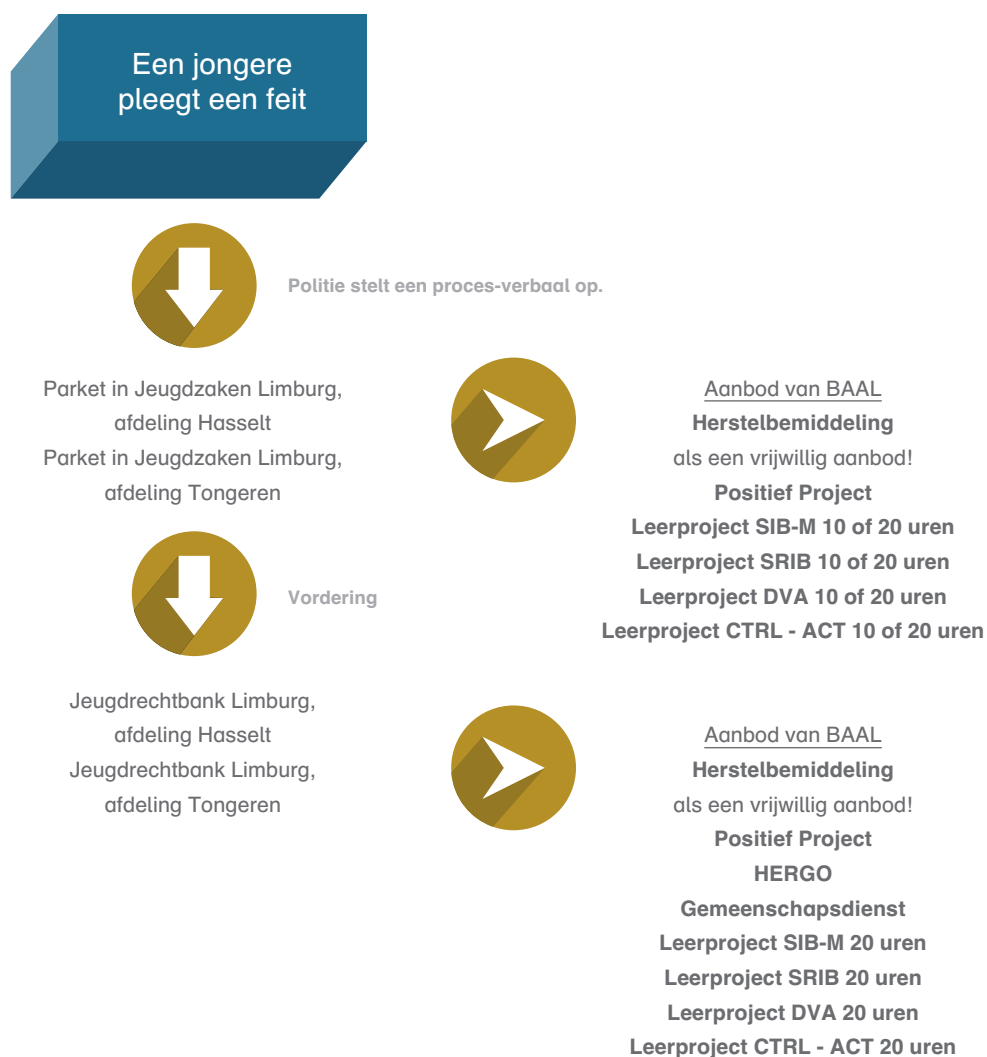 Een jongere
pleegt een feit
Politie stelt een proces-verbaal op.
Parket in Jeugdzaken Limburg,
afdeling Hasselt
Parket in Jeugdzaken Limburg,
afdeling Tongeren
Aanbod van BAAL
Herstelbemiddeling
als een vrijwillig aanbod!
Positief Project
Leerproject SIB-M 10 of 20 uren
Leerproject SRIB 10 of 20 uren
Leerproject DVA 10 of 20 uren
Leerproject CTRL - ACT 10 of 20 uren
Vordering
Jeugdrechtbank Limburg,
afdeling Hasselt
Jeugdrechtbank Limburg,
afdeling Tongeren
Aanbod van BAAL
Herstelbemiddeling
als een vrijwillig aanbod!
Positief Project
HERGO
Gemeenschapsdienst
Leerproject SIB-M 20 uren
Leerproject SRIB 20 uren
Leerproject DVA 20 uren
Leerproject CTRL - ACT 20 uren